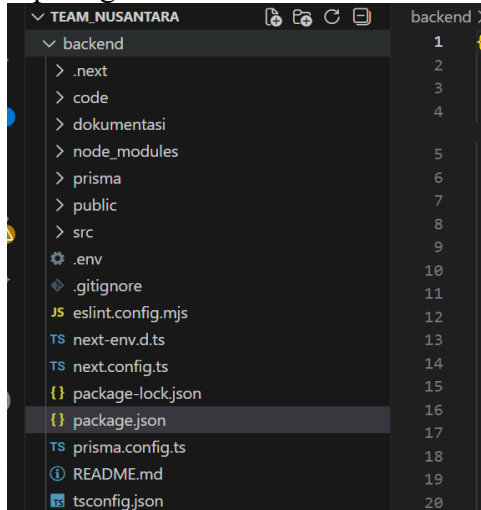 TEAM_NUSANTARA
backend
backend
.next
code
dokumentasi
node_modules
prisma
public
src
.env
.gitignore
JS eslint.config.mjs
TS next-env.d.ts
TS next.config.ts
{} package-lock.json
{} package.json
TS prisma.config.ts
README.md
TS tsconfig.json
1
2
3
4
5
6
7
8
9
10
11
12
13
14
15
16
17
18
19
20